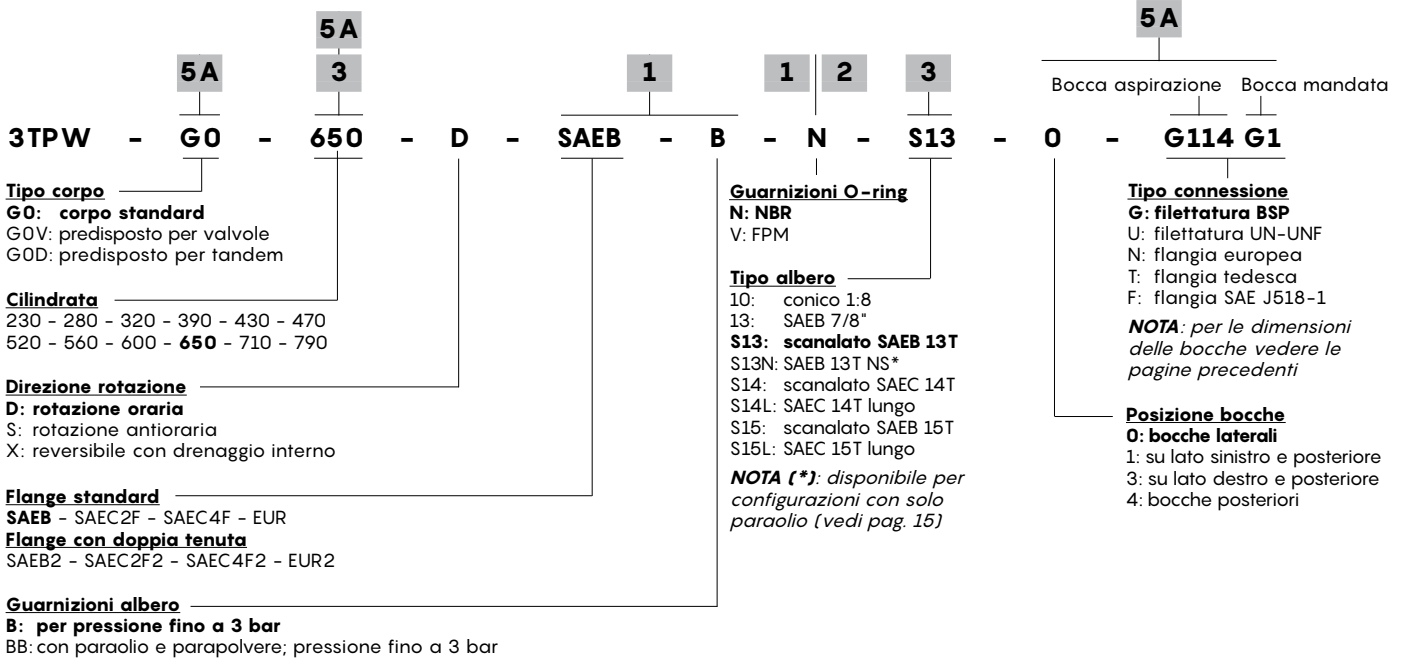 5A
5A
5A 3 1 1 2 3
Bocca aspirazione Bocca mandata
3TPW - G0 - 650 - D - SAEB - B - N - S13 - 0 - G114 G1
Tipo corpo
G0: corpo standard
G0V: predisposto per valvole
G0D: predisposto per tandem
Cilindrata
230 - 280 - 320 - 390 - 430 - 470
520 - 560 - 600 - 650 - 710 - 790
Direzione rotazione
D: rotazione oraria
S: rotazione antioraria
X: reversibile con drenaggio interno
Flange standard
SAEB - SAEC2F - SAEC4F - EUR
Flange con doppia tenuta
SAEB2 - SAEC2F2 - SAEC4F2 - EUR2
Guarnizioni albero
B: per pressione fino a 3 bar
BB: con paraolio e parapolvere; pressione fino a 3 bar
Guarnizioni O-ring
N: NBR
V: FPM
Tipo albero
10: conico 1:8
13: SAEB 7/8"
S13: scanalato SAEB 13T
S13N: SAEB 13T NS*
S14: scanalato SAEC 14T
S14L: SAEC 14T lungo
S15: scanalato SAEB 15T
S15L: SAEC 15T lungo
NOTA (*): disponibile per
configurazioni con solo
paraolio (vedi pag. 15)
Tipo connessione
G: filettatura BSP
U: filettatura UN-UNF
N: flangia europea
T: flangia tedesca
F: flangia SAE J518-1
NOTA: per le dimensioni
delle bocche vedere le
pagine precedenti
Posizione bocche
0: bocche laterali
1: su lato sinistro e posteriore
3: su lato destro e posteriore
4: bocche posteriori